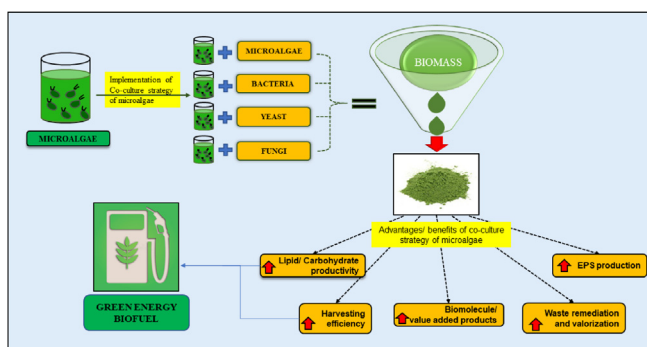 Implementation of
Co-culture strategy
of microalgae
MICROALGAE
MICROALGAE
BACTERIA
YEAST
FUNGI
BIOMASS
Advantages/ benefits of co-culture
strategy of microalgae
Lipid/ Carbohydrate
productivity
EPS production
Harvesting
efficiency
Biomolecule/
value added products
Waste remediation
and valorization
GREEN ENERGY
BIOFUEL